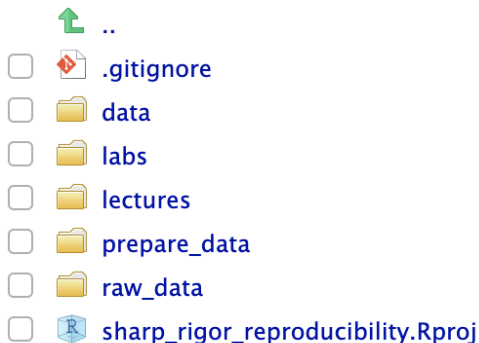 ..
.gitignore
data
labs
lectures
prepare_data
raw_data
sharp_rigor_reproducibility.Rproj